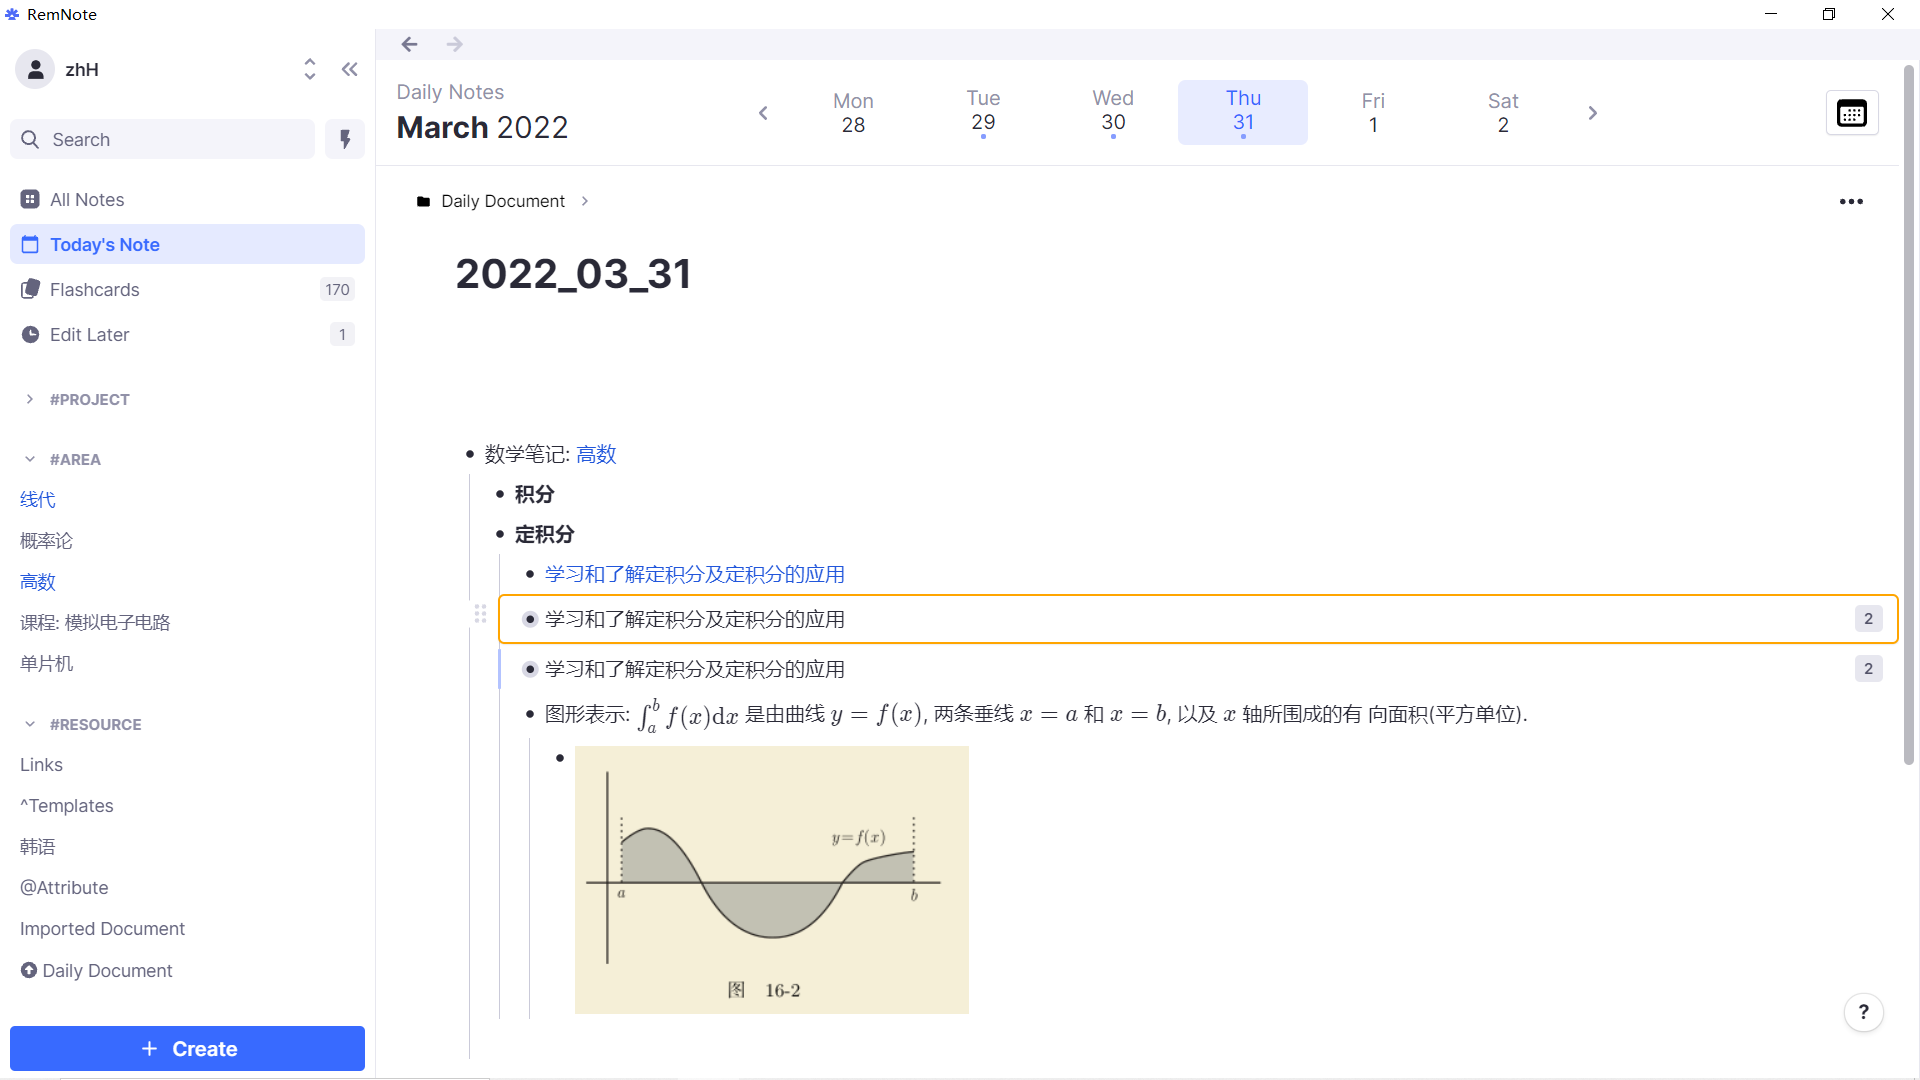 RemNote
zhH
Search
All Notes
Today's Note
Flashcards 170
Edit Later 1
#PROJECT
#AREA
线代
概率论
高数
课程: 模拟电子电路
单片机
#RESOURCE
Links
^Templates
韩语
@Attribute
Imported Document
Daily Document
+ Create
Daily Notes
March 2022
Mon 28
Tue 29
Wed 30
Thu 31
Fri 1
Sat 2
Daily Document
2022_03_31
数学笔记: 高数
积分
定积分
学习和了解定积分及定积分的应用
学习和了解定积分及定积分的应用 2
学习和了解定积分及定积分的应用 2
图形表示: ∫_a^b f(x)dx 是由曲线 y = f(x), 两条垂线 x = a 和 x = b, 以及 x 轴所围成的有 向面积(平方单位).
y=f(x)
a
b
图 16-2
?